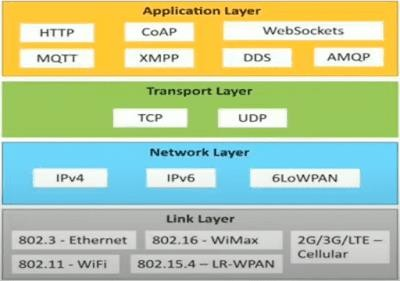 Application Layer
HTTP CoAP WebSockets
MQTT XMPP DDS AMQP
Transport Layer
TCP UDP
Network Layer
IPv4 IPv6 6LoWPAN
Link Layer
802.3 - Ethernet 802.16 - WiMax 2G/3G/LTE –
Cellular
802.11 - WiFi 802.15.4 – LR-WPAN